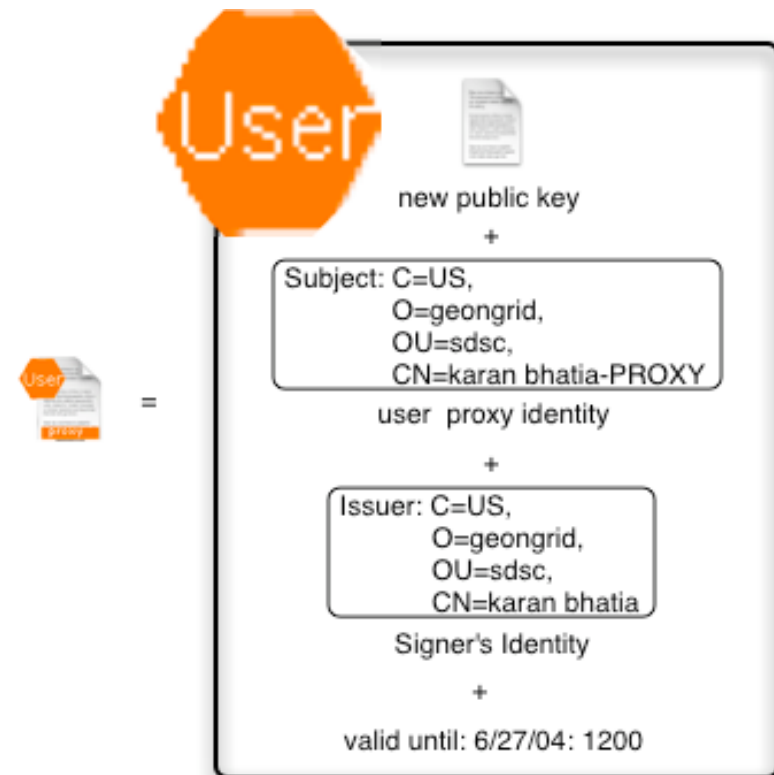 User
new public key
+
Subject: C=US,
O=geongrid,
OU=sdsc,
CN=karan bhatia-PROXY
user proxy identity
+
Issuer: C=US,
O=geongrid,
OU=sdsc,
CN=karan bhatia
Signer's Identity
+
valid until: 6/27/04: 1200
User
proxy
=